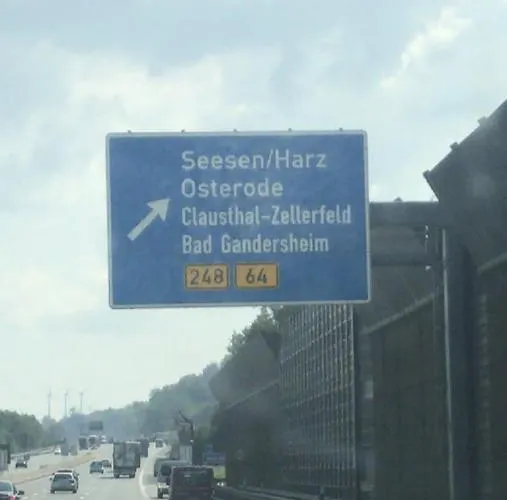 Seesen/Harz
Osterode
Clausthal-Zellerfeld
Bad Gandersheim
248 64